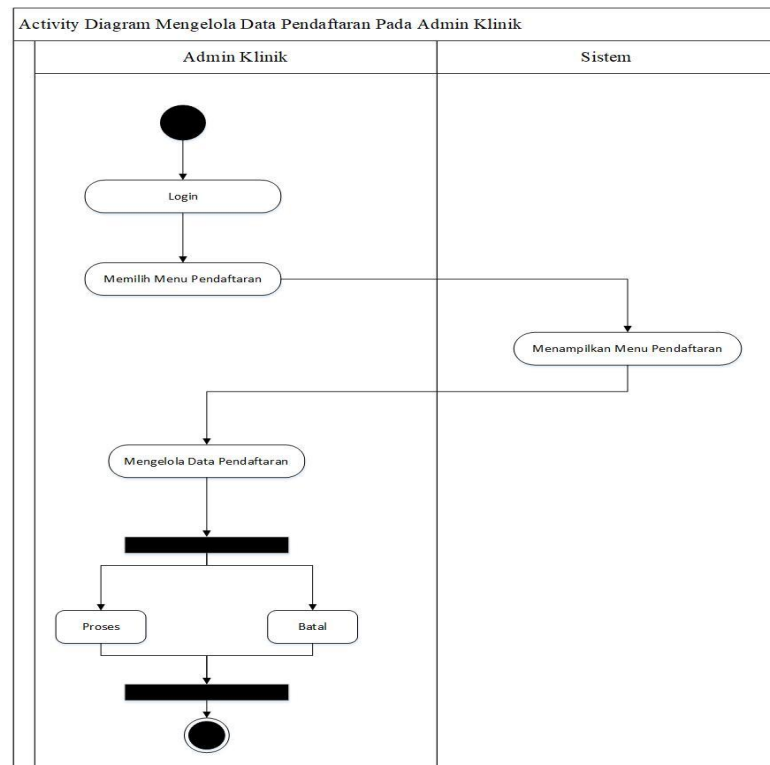 Activity Diagram Mengelola Data Pendaftaran Pada Admin Klinik
Admin Klinik
Sistem
Login
Memilih Menu Pendaftaran
Menampilkan Menu Pendaftaran
Mengelola Data Pendaftaran
Proses
Batal